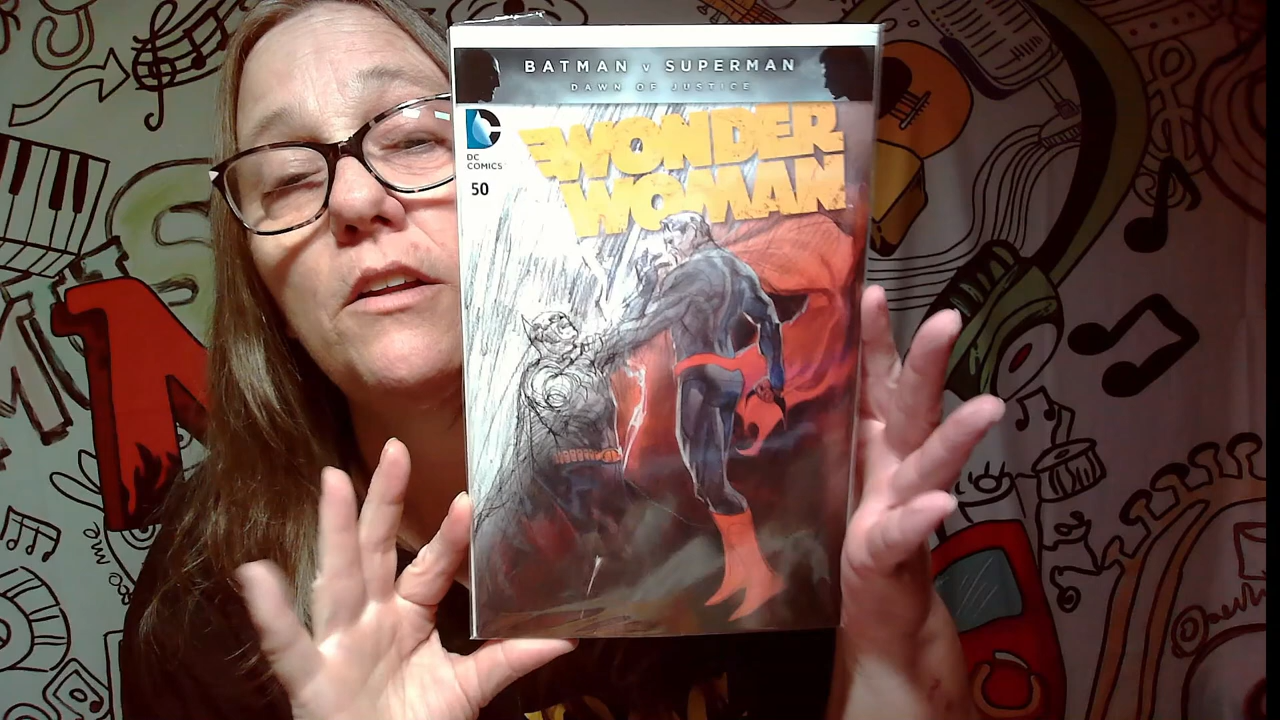 BATMAN v SUPERMAN
DAWN OF JUSTICE
DC
COMICS
50
WONDER
WOMAN